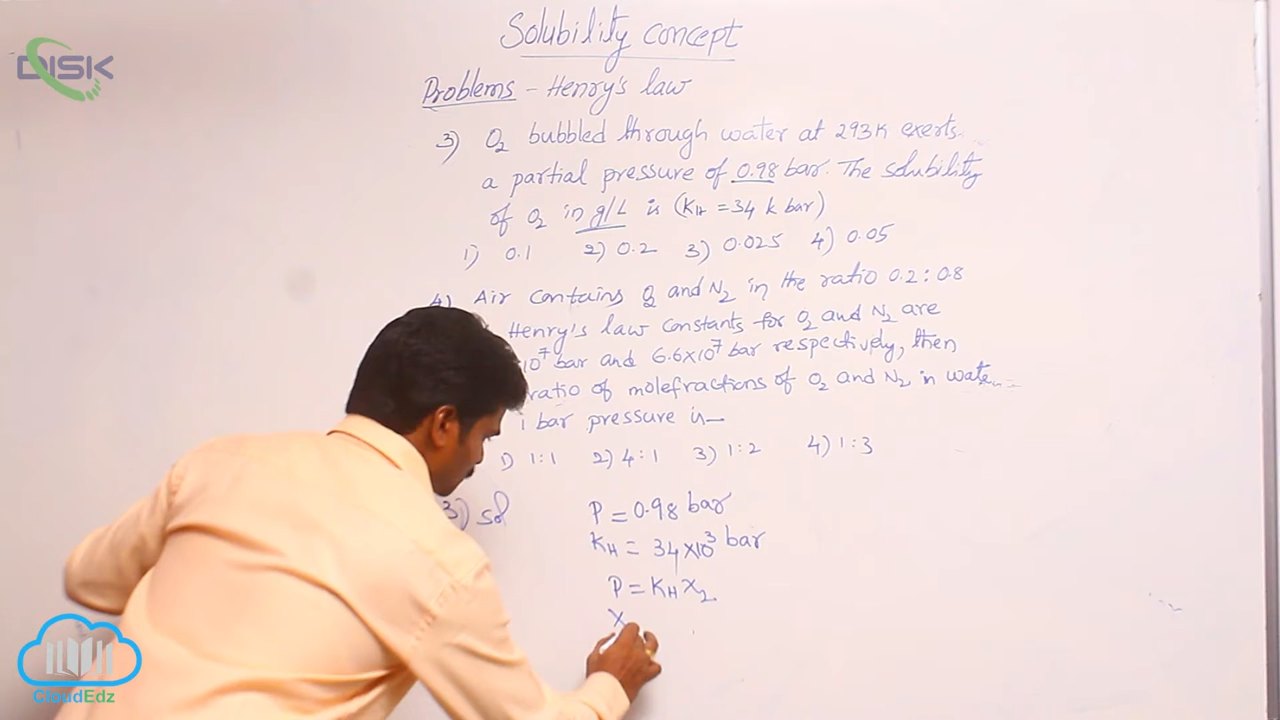 DISK
Solubility concept
Problems - Henry's law
3) O₂ bubbled through water at 293K exerts
a partial pressure of 0.98 bar. The solubility
of O₂ in g/L is (KH = 34 k bar)
1) 0.1 2) 0.2 3) 0.025 4) 0.05
4) Air contains O₂ and N₂ in the ratio 0.2 : 0.8
Henry's law constants for O₂ and N₂ are
10⁷ bar and 6.6×10⁷ bar respectively, then
ratio of molefractions of O₂ and N₂ in water
1 bar pressure is—
1) 1:1 2) 4:1 3) 1:2 4) 1:3
3) sol P = 0.98 bar
KH = 34×10³ bar
P = KH X₂
X
CloudEdz